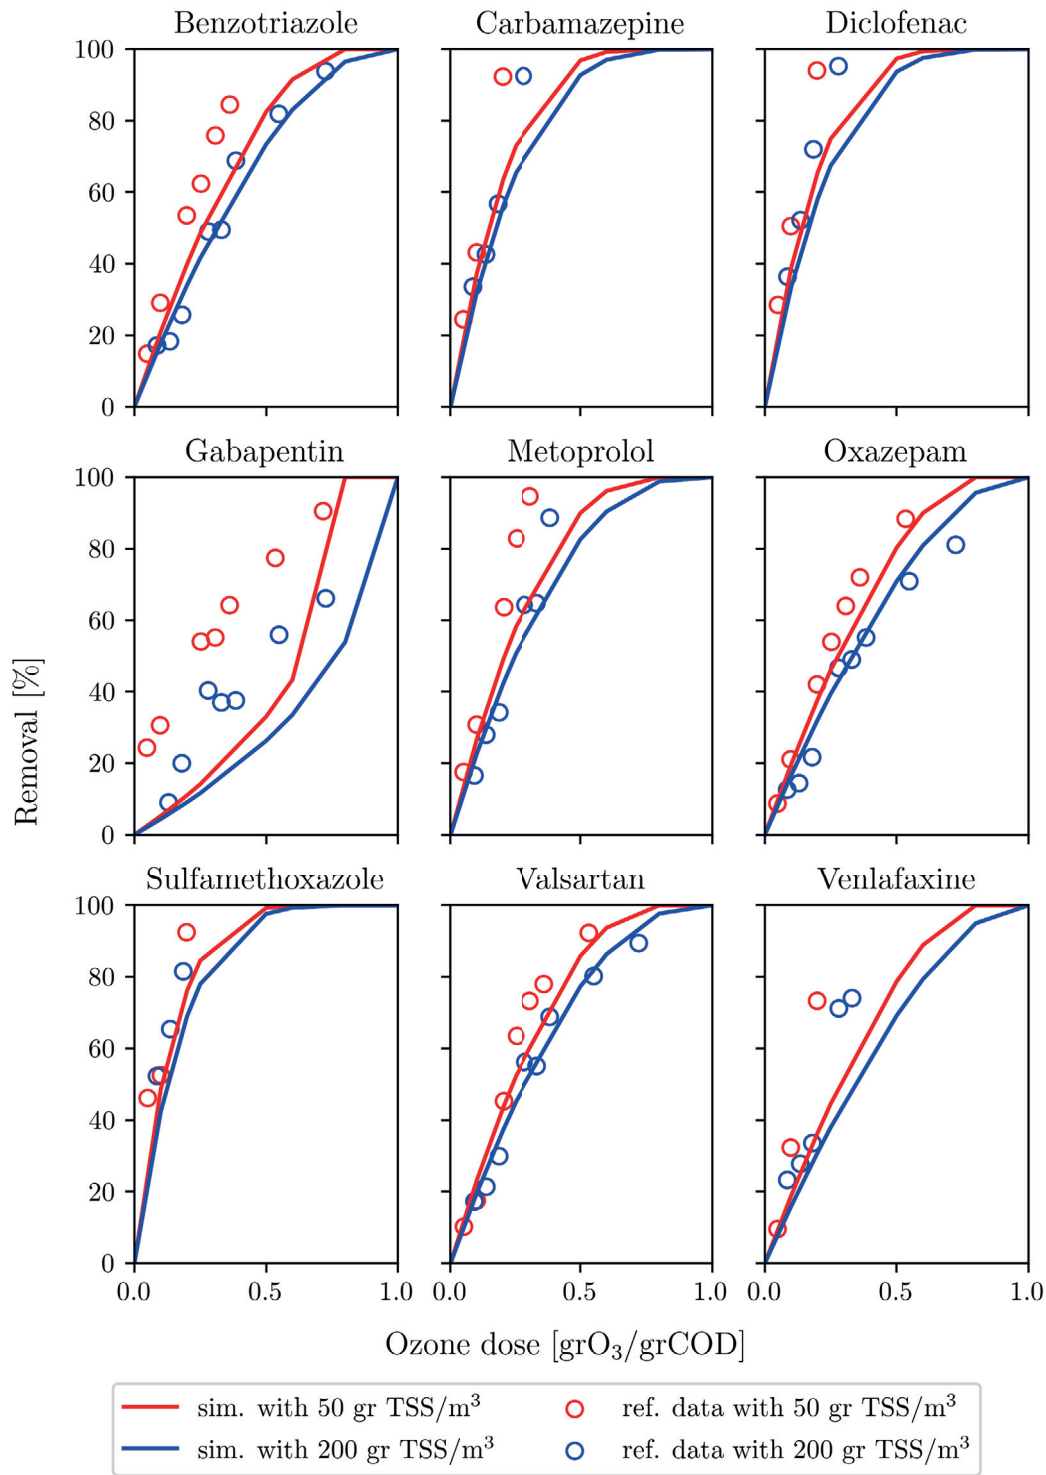 Benzotriazole Carbamazepine Diclofenac
100
80
60
40
20
0
Gabapentin Metoprolol Oxazepam
100
80
60
40
20
0
Removal [%]
Sulfamethoxazole Valsartan Venlafaxine
100
80
60
40
20
0
0.0 0.5 1.0 0.0 0.5 1.0 0.0 0.5 1.0
Ozone dose [grO₃/grCOD]
sim. with 50 gr TSS/m³ ref. data with 50 gr TSS/m³
sim. with 200 gr TSS/m³ ref. data with 200 gr TSS/m³